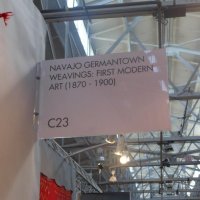 NAVAJO GERMANTOWN
WEAVINGS: FIRST MODERN
ART (1870 - 1900)
C23